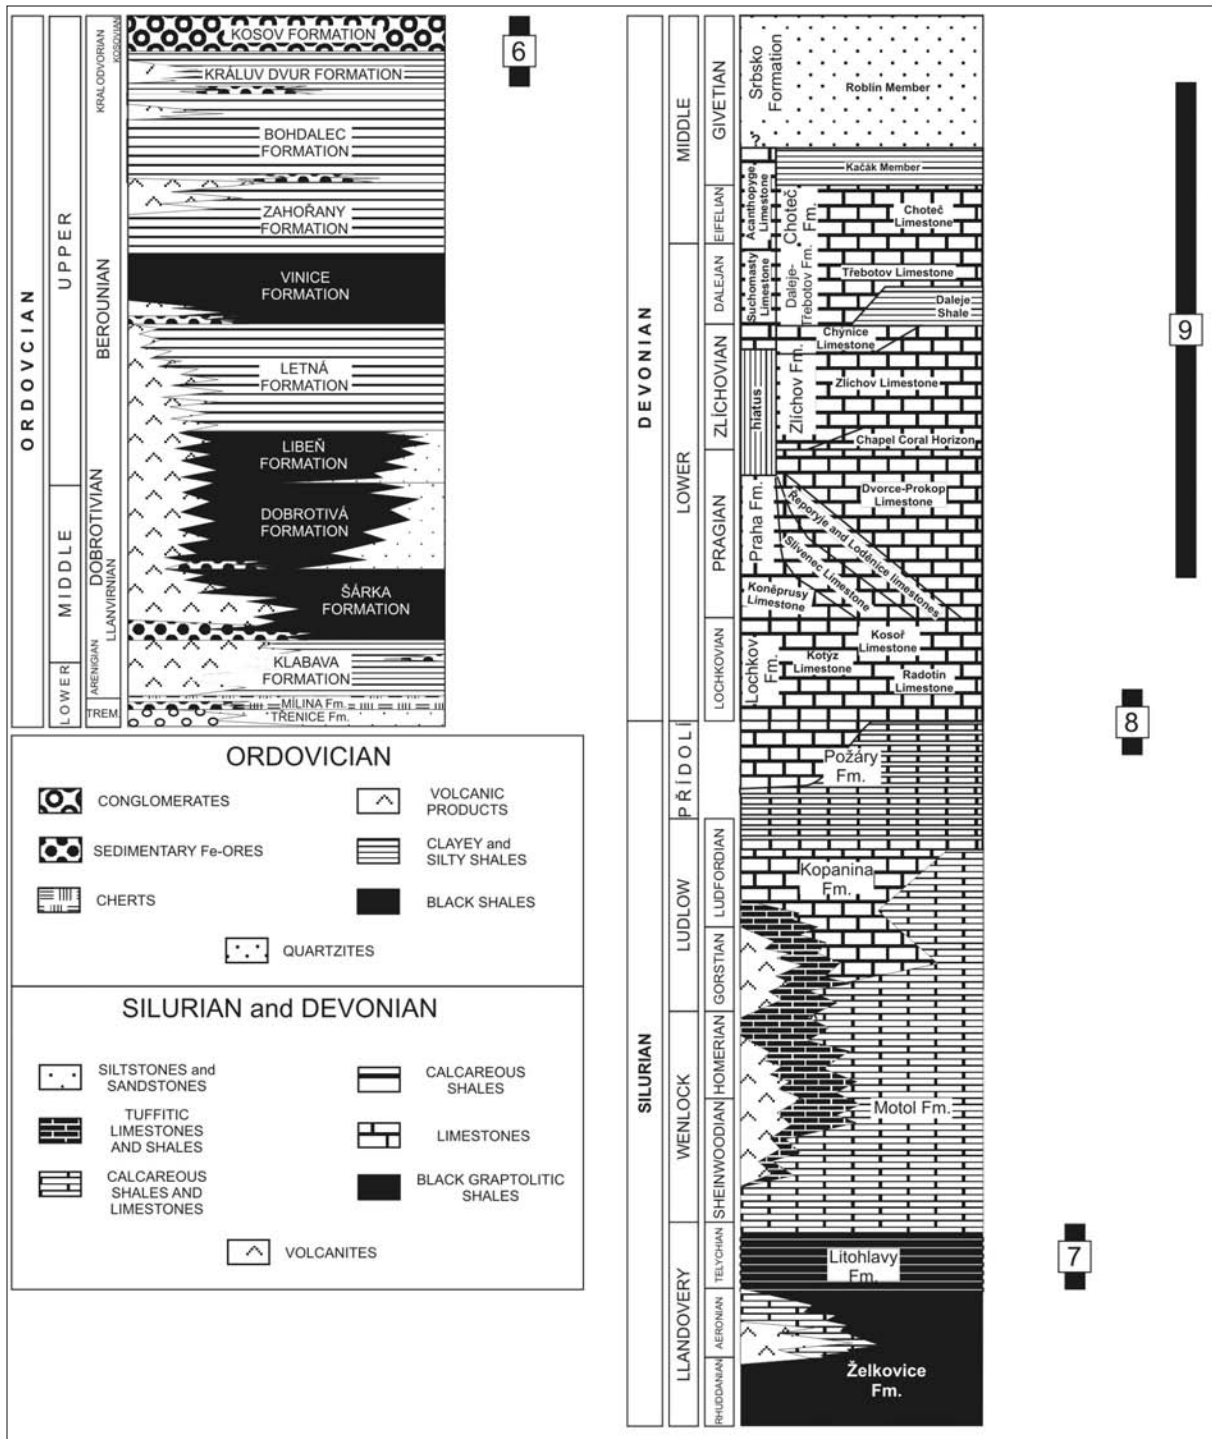 ORDOVCIAN
UPPER
MIDDLE
LOWER
KRALODVORIAN
KOSOVIAN
BEROUNIAN
DOBROTIVIAN
LLANVIRNIAN
ARENIGIAN
TREM.
KOSOV FORMATION
KRÁLUV DVUR FORMATION
BOHDALEC
FORMATION
ZAHOŘANY
FORMATION
VINICE
FORMATION
LETNÁ
FORMATION
LIBEŇ
FORMATION
DOBROTIVÁ
FORMATION
ŠÁRKA
FORMATION
KLABAVA
FORMATION
MÍLINA Fm.
TŘENICE Fm.
6
ORDOVICIAN
CONGLOMERATES
VOLCANIC
PRODUCTS
SEDIMENTARY Fe-ORES
CLAYEY and
SILTY SHALES
CHERTS
BLACK SHALES
QUARTZITES
SILURIAN and DEVONIAN
SILTSTONES and
SANDSTONES
CALCAREOUS
SHALES
TUFFITIC
LIMESTONES
AND SHALES
LIMESTONES
CALCAREOUS
SHALES AND
LIMESTONES
BLACK GRAPTOLITIC
SHALES
VOLCANITES
DEVONIAN
SILURIAN
MIDDLE
LOWER
PŘÍDOLÍ
LUDLOW
WENLOCK
LLANDOVERY
GIVETIAN
EIFELIAN
DALEJAN
ZLÍCHOVIAN
PRAGIAN
LOCHKOVIAN
LUDFORDIAN
GORSTIAN
HOMERIAN
SHEINWOODIAN
TELYCHIAN
AERONIAN
RHUDDANIAN
Srbsko
Formation
Roblín Member
?
Kačák Member
Acanthopyge
Limestone
Choteč
Fm.
Choteč
Limestone
Suchomasty
Limestone
Daleje-
Třebotov Fm.
Třebotov Limestone
Daleje
Shale
Chýnice
Limestone
hiatus
Zlíchov Fm.
Zlíchov Limestone
Chapel Coral Horizon
Praha Fm.
Dvorce-Prokop
Limestone
Reporyje and Loděnice limestones
Slivenec Limestone
Koněprusy
Limestone
Lochkov
Fm.
Kosoř
Limestone
Kotýz
Limestone
Radotín
Limestone
Požáry
Fm.
Kopanina
Fm.
Motol Fm.
Litohlavy
Fm.
Želkovice
Fm.
9
8
7